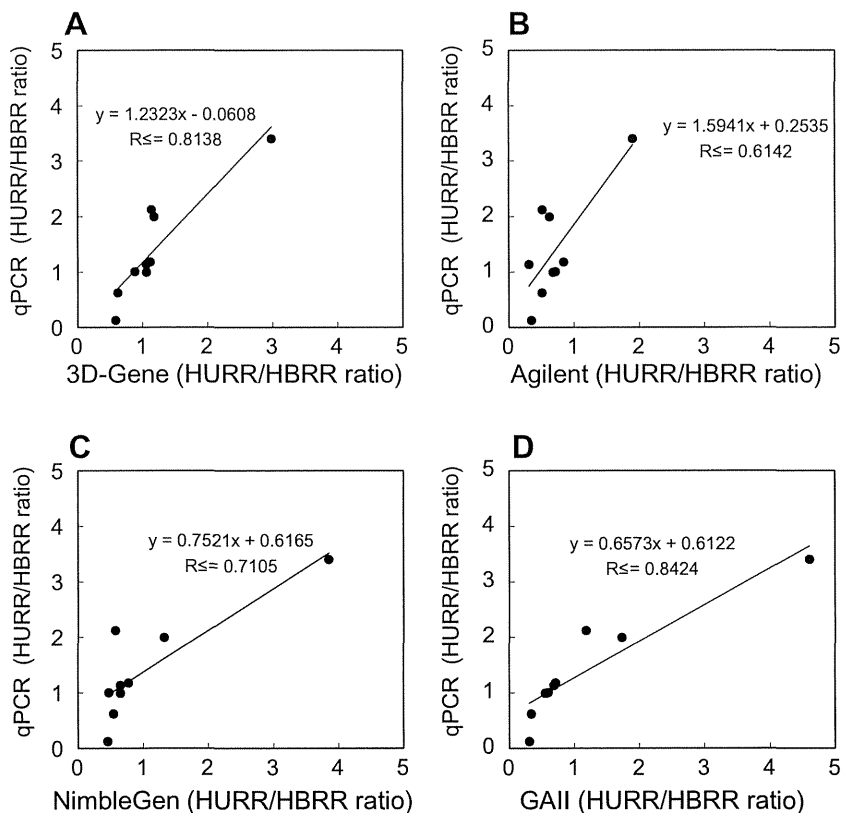 A
qPCR (HURR/HBRR ratio)
5
4
3
2
1
0
y = 1.2323x - 0.0608
R≤= 0.8138
0 1 2 3 4 5
3D-Gene (HURR/HBRR ratio)
B
qPCR (HURR/HBRR ratio)
5
4
3
2
1
0
y = 1.5941x + 0.2535
R≤= 0.6142
0 1 2 3 4 5
Agilent (HURR/HBRR ratio)
C
qPCR (HURR/HBRR ratio)
5
4
3
2
1
0
y = 0.7521x + 0.6165
R≤= 0.7105
0 1 2 3 4 5
NimbleGen (HURR/HBRR ratio)
D
qPCR (HURR/HBRR ratio)
5
4
3
2
1
0
y = 0.6573x + 0.6122
R≤= 0.8424
0 1 2 3 4 5
GAII (HURR/HBRR ratio)